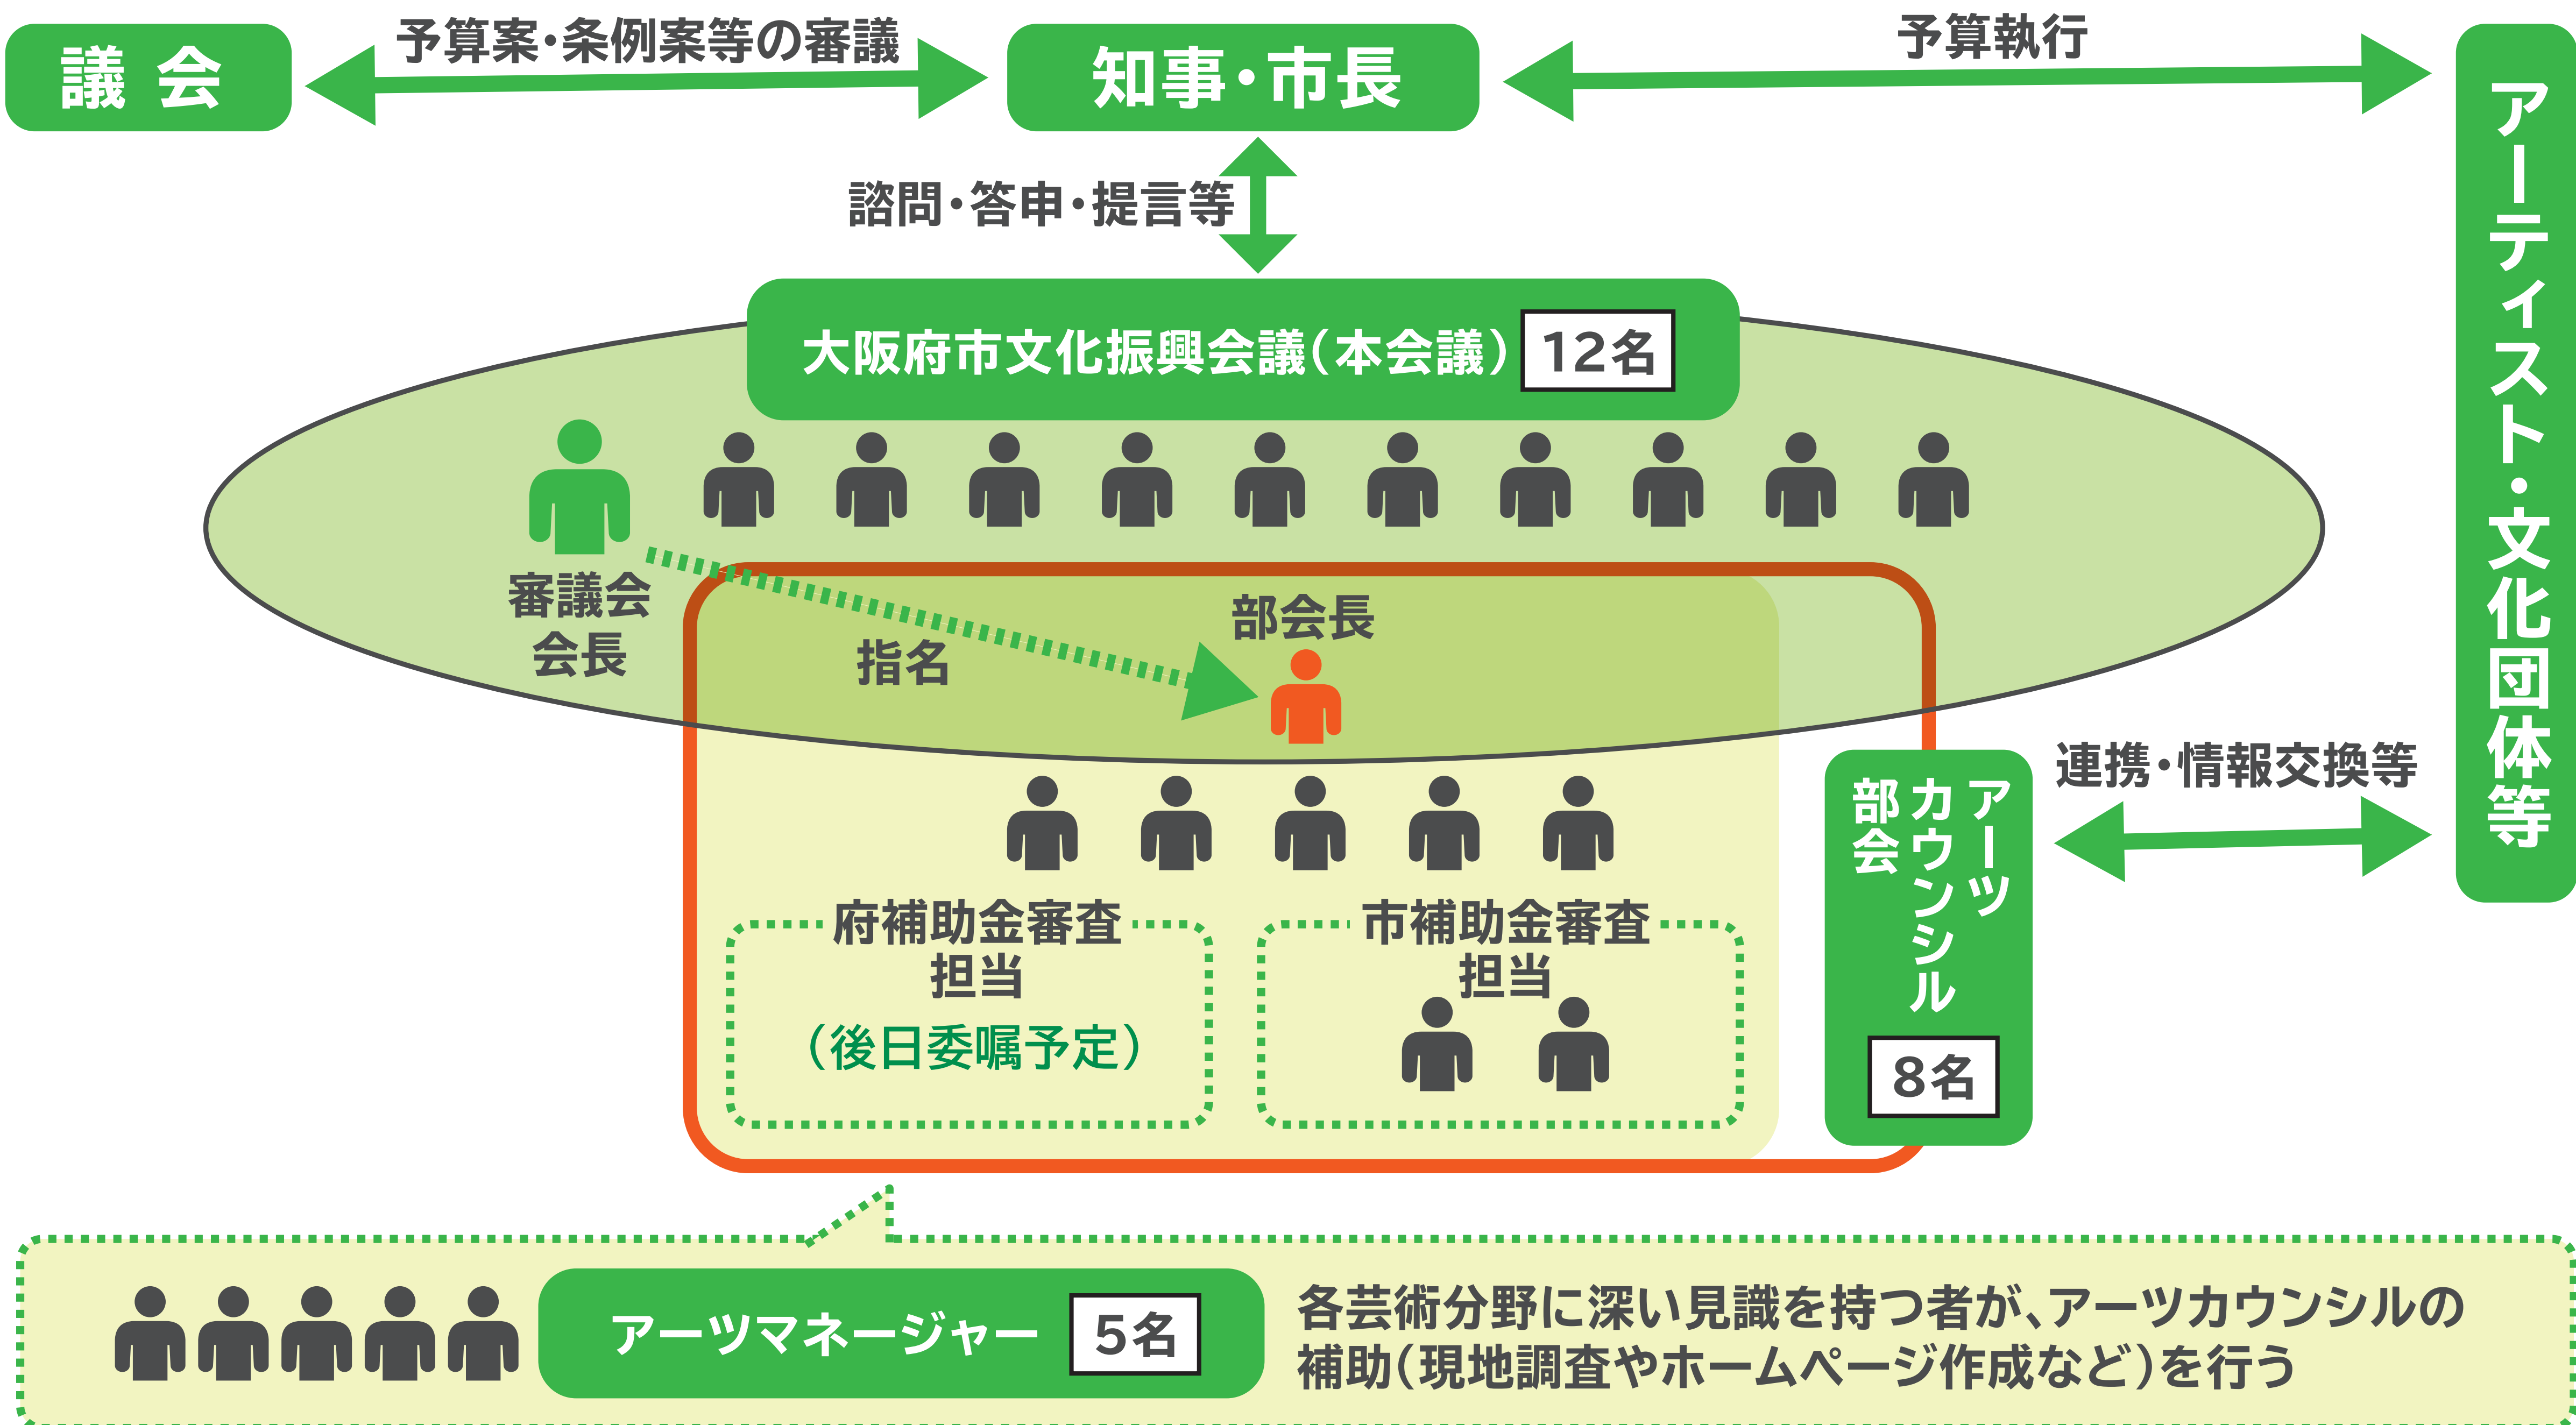 議 会
予算案・条例案等の審議
知事・市長
予算執行
アーティスト・文化団体等
諮問・答申・提言等
大阪府市文化振興会議(本会議) 12名
審議会
会長
指名
部会長
アーツ
カウンシル
部会
8名
連携・情報交換等
府補助金審査
担当
(後日委嘱予定)
市補助金審査
担当
アーツマネージャー 5名
各芸術分野に深い見識を持つ者が、アーツカウンシルの
補助(現地調査やホームページ作成など)を行う